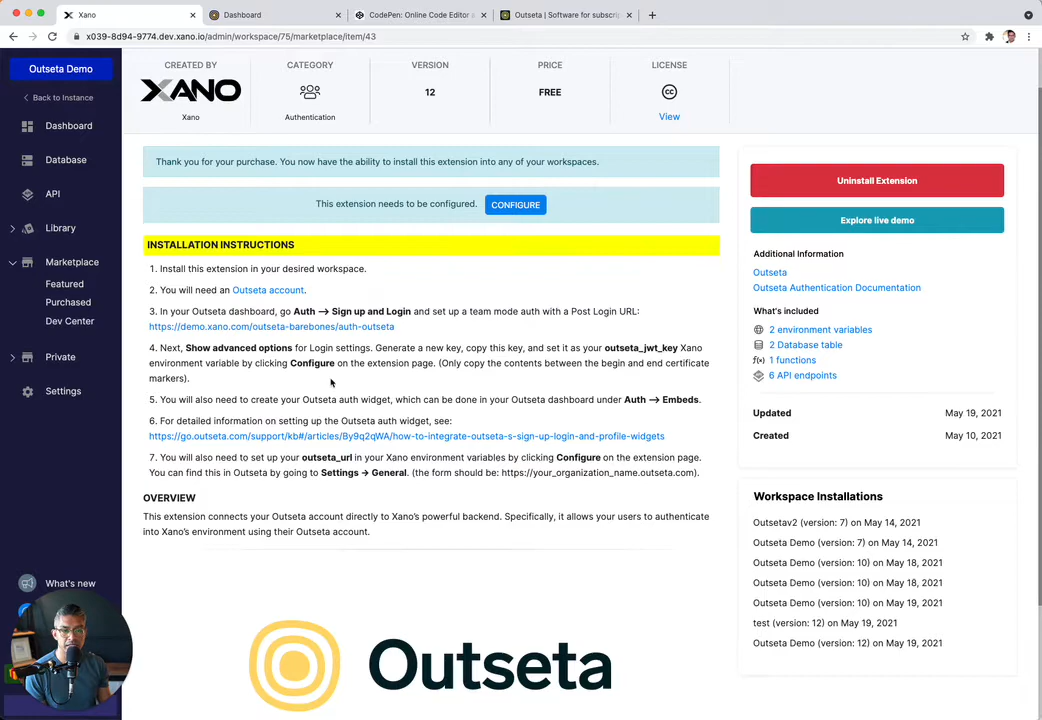 Xano
Dashboard
CodePen: Online Code Editor a
Outseta | Software for subscrip
x039-8d94-9774.dev.xano.io/admin/workspace/75/marketplace/item/43
Outseta Demo
Back to Instance
Dashboard
Database
API
Library
Marketplace
Featured
Purchased
Dev Center
Private
Settings
What's new
CREATED BY
XANO
Xano
CATEGORY
Authentication
VERSION
12
PRICE
FREE
LICENSE
cc
View
Thank you for your purchase. You now have the ability to install this extension into any of your workspaces.
This extension needs to be configured. CONFIGURE
INSTALLATION INSTRUCTIONS
1. Install this extension in your desired workspace.
2. You will need an Outseta account.
3. In your Outseta dashboard, go Auth —> Sign up and Login and set up a team mode auth with a Post Login URL:
https://demo.xano.com/outseta-barebones/auth-outseta
4. Next, Show advanced options for Login settings. Generate a new key, copy this key, and set it as your outseta_jwt_key Xano
environment variable by clicking Configure on the extension page. (Only copy the contents between the begin and end certificate
markers).
5. You will also need to create your Outseta auth widget, which can be done in your Outseta dashboard under Auth —> Embeds.
6. For detailed information on setting up the Outseta auth widget, see:
https://go.outseta.com/support/kb#/articles/By9q2qWA/how-to-integrate-outseta-s-sign-up-login-and-profile-widgets
7. You will also need to set up your outseta_url in your Xano environment variables by clicking Configure on the extension page.
You can find this in Outseta by going to Settings -> General. (the form should be: https://your_organization_name.outseta.com).
OVERVIEW
This extension connects your Outseta account directly to Xano's powerful backend. Specifically, it allows your users to authenticate
into Xano's environment using their Outseta account.
Outseta
Uninstall Extension
Explore live demo
Additional Information
Outseta
Outseta Authentication Documentation
What's included
2 environment variables
2 Database table
f(x) 1 functions
6 API endpoints
Updated May 19, 2021
Created May 10, 2021
Workspace Installations
Outsetav2 (version: 7) on May 14, 2021
Outseta Demo (version: 7) on May 14, 2021
Outseta Demo (version: 10) on May 18, 2021
Outseta Demo (version: 10) on May 18, 2021
Outseta Demo (version: 10) on May 19, 2021
test (version: 12) on May 19, 2021
Outseta Demo (version: 12) on May 19, 2021